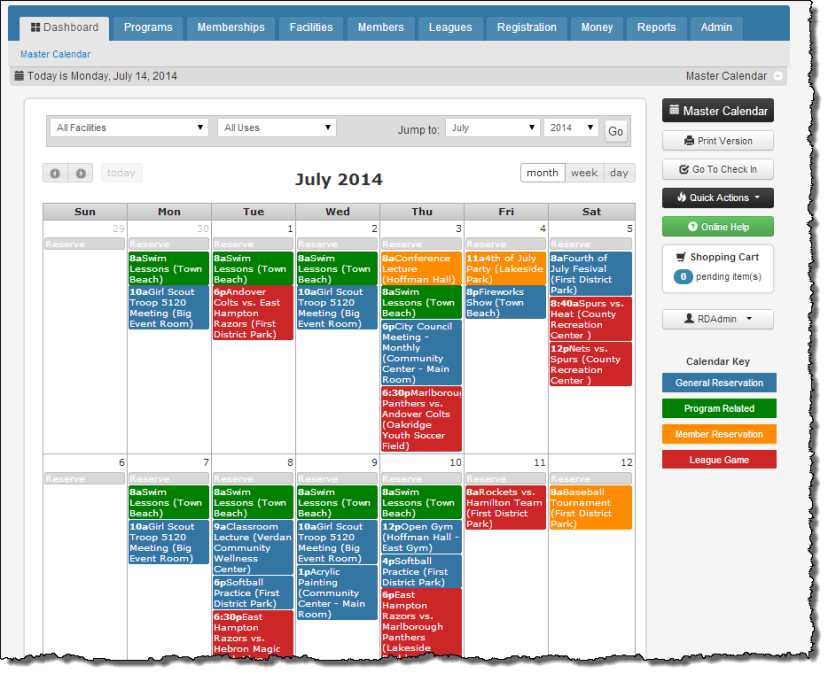 Dashboard Programs Memberships Facilities Members Leagues Registration Money Reports Admin
Master Calendar
Today is Monday, July 14, 2014
Master Calendar
All Facilities
All Uses
Jump to: July 2014 Go
today
July 2014
month week day
Sun Mon Tue Wed Thu Fri Sat
29
Reserve
30
Reserve
8aSwim
Lessons (Town
Beach)
10aGirl Scout
Troop 5120
Meeting (Big
Event Room)
1
Reserve
8aSwim
Lessons (Town
Beach)
6pAndover
Colts vs. East
Hampton
Razors (First
District Park)
2
Reserve
8aSwim
Lessons (Town
Beach)
10aGirl Scout
Troop 5120
Meeting (Big
Event Room)
3
Reserve
8aConference
Lecture
(Hoffman Hall)
8aSwim
Lessons (Town
Beach)
6pCity Council
Meeting -
Monthly
(Community
Center - Main
Room)
6:30pMarlboroug
Panthers vs.
Andover Colts
(Oakridge
Youth Soccer
Field)
4
Reserve
11a4th of July
Party (Lakeside
Park)
8pFireworks
Show (Town
Beach)
5
Reserve
8aFourth of
July Fesival
(First District
Park)
8:40aSpurs vs.
Heat (County
Recreation
Center )
12pNets vs.
Spurs (County
Recreation
Center )
6
Reserve
7
Reserve
8aSwim
Lessons (Town
Beach)
10aGirl Scout
Troop 5120
Meeting (Big
Event Room)
8
Reserve
8aSwim
Lessons (Town
Beach)
9aClassroom
Lecture (Verdan
Community
Wellness
Center)
6pSoftball
Practice (First
District Park)
6:30pEast
Hampton
Razors vs.
Hebron Magic
9
Reserve
8aSwim
Lessons (Town
Beach)
10aGirl Scout
Troop 5120
Meeting (Big
Event Room)
1pAcrylic
Painting
(Community
Center - Main
Room)
10
Reserve
8aSwim
Lessons (Town
Beach)
12pOpen Gym
(Hoffman Hall -
East Gym)
4pSoftball
Practice (First
District Park)
6pEast
Hampton
Razors vs.
Marlborough
Panthers
(Lakeside
11
Reserve
8aRockets vs.
Hamilton Team
(First District
Park)
12
Reserve
8aBaseball
Tournament
(First District
Park)
Master Calendar
Print Version
Go To Check In
Quick Actions
Online Help
Shopping Cart
0 pending item(s)
RDAdmin
Calendar Key
General Reservation
Program Related
Member Reservation
League Game